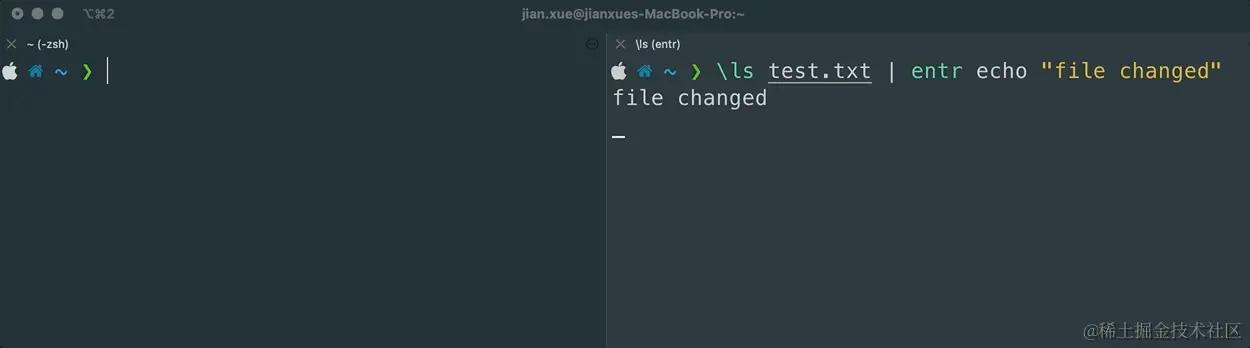 ⌥⌘2
jian.xue@jianxues-MacBook-Pro:~
~ (-zsh)
~ ❯
\ls (entr)
~ ❯ \ls test.txt | entr echo "file changed"
file changed
@稀土掘金技术社区